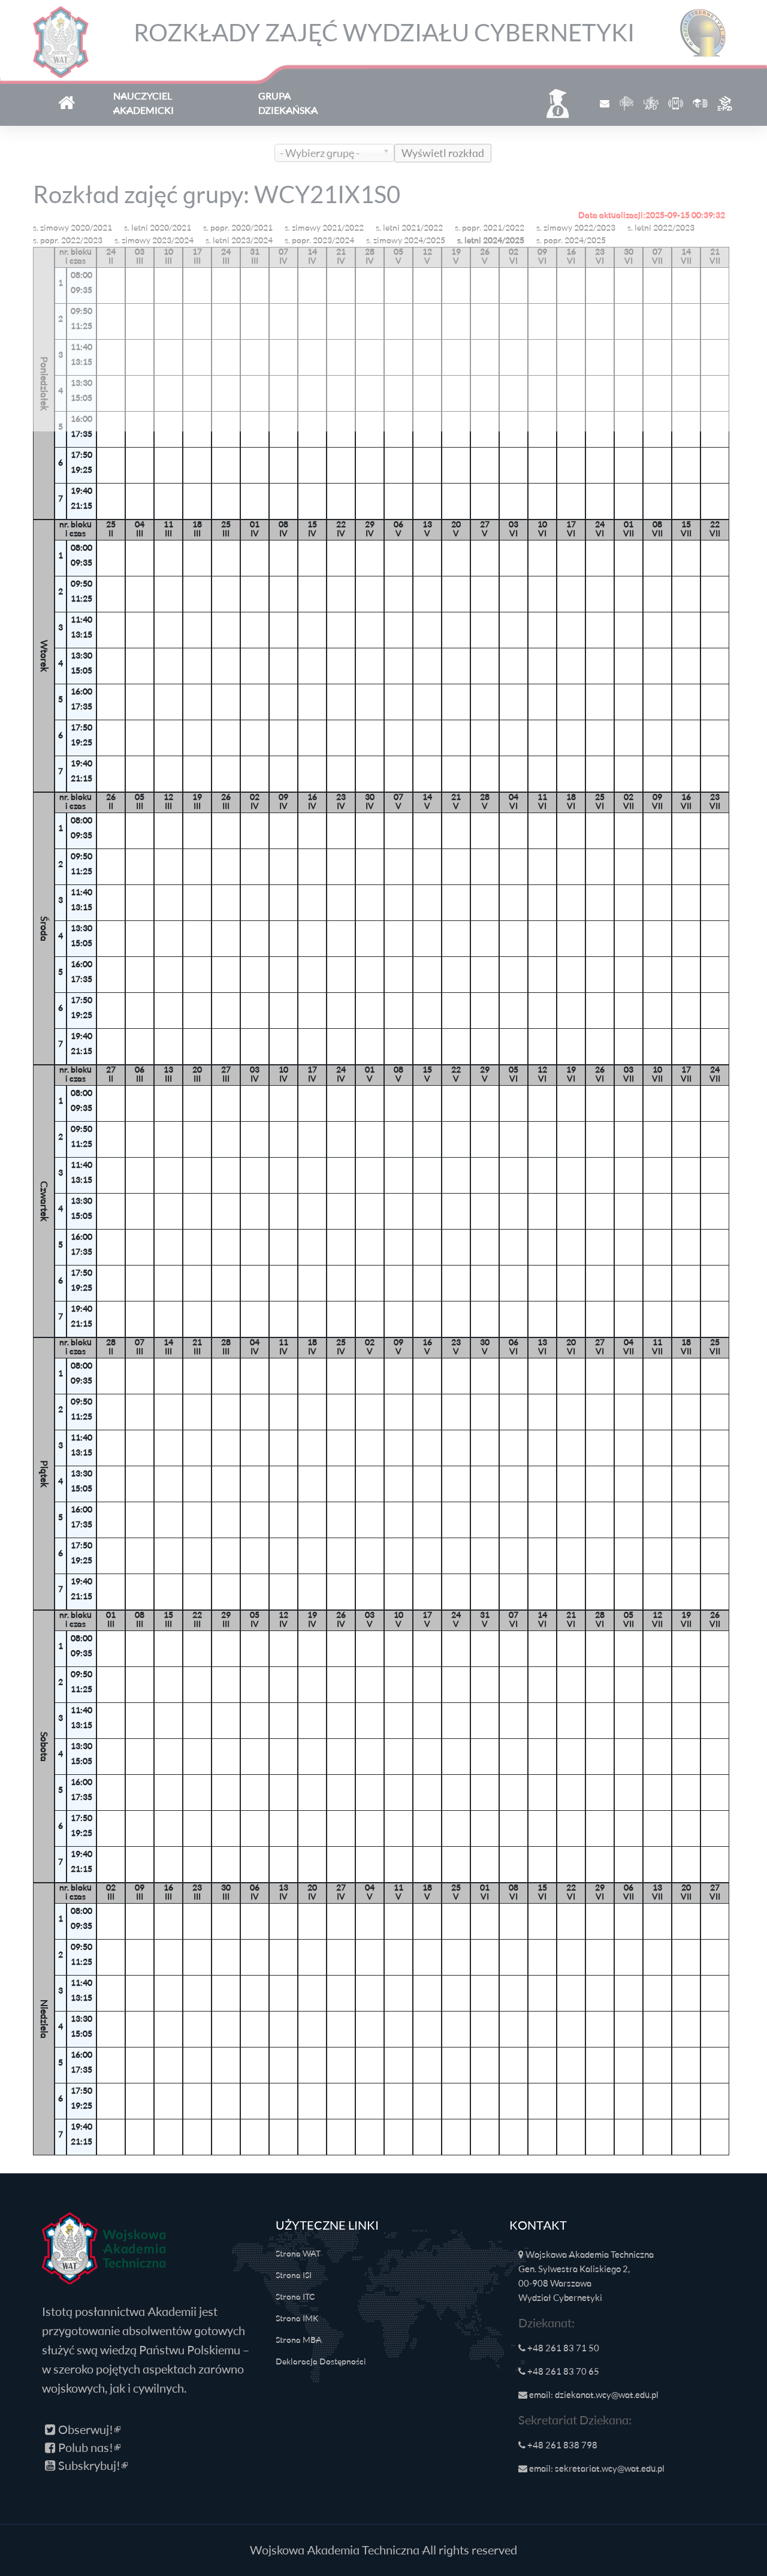 ROZKŁADY ZAJĘĆ WYDZIAŁU CYBERNETYKI
NAUCZYCIEL AKADEMICKI
GRUPA DZIEKAŃSKA
- Wybierz grupę - Wyświetl rozkład
Rozkład zajęć grupy: WCY21IX1S0
Data aktualizacji:2025-09-15 00:39:32
s. zimowy 2020/2021 s. letni 2020/2021 s. popr. 2020/2021 s. zimowy 2021/2022 s. letni 2021/2022 s. popr. 2021/2022 s. zimowy 2022/2023 s. letni 2022/2023
s. popr. 2022/2023 s. zimowy 2023/2024 s. letni 2023/2024 s. popr. 2023/2024 s. zimowy 2024/2025 s. letni 2024/2025 s. popr. 2024/2025
Poniedziałek
nr. bloku 24 03 10 17 24 31 07 14 21 28 05 12 19 26 02 09 16 23 30 07 14 21
i czas II III III III III III IV IV IV IV V V V V VI VI VI VI VI VII VII VII
1 08:00 09:35
2 09:50 11:25
3 11:40 13:15
4 13:30 15:05
5 16:00 17:35
6 17:50 19:25
7 19:40 21:15
Wtorek
nr. bloku 25 04 11 18 25 01 08 15 22 29 06 13 20 27 03 10 17 24 01 08 15 22
i czas II III III III III IV IV IV IV IV V V V V VI VI VI VI VII VII VII VII
1 08:00 09:35
2 09:50 11:25
3 11:40 13:15
4 13:30 15:05
5 16:00 17:35
6 17:50 19:25
7 19:40 21:15
Środa
nr. bloku 26 05 12 19 26 02 09 16 23 30 07 14 21 28 04 11 18 25 02 09 16 23
i czas II III III III III IV IV IV IV IV V V V V VI VI VI VI VII VII VII VII
1 08:00 09:35
2 09:50 11:25
3 11:40 13:15
4 13:30 15:05
5 16:00 17:35
6 17:50 19:25
7 19:40 21:15
Czwartek
nr. bloku 27 06 13 20 27 03 10 17 24 01 08 15 22 29 05 12 19 26 03 10 17 24
i czas II III III III III IV IV IV IV V V V V V VI VI VI VI VII VII VII VII
1 08:00 09:35
2 09:50 11:25
3 11:40 13:15
4 13:30 15:05
5 16:00 17:35
6 17:50 19:25
7 19:40 21:15
Piątek
nr. bloku 28 07 14 21 28 04 11 18 25 02 09 16 23 30 06 13 20 27 04 11 18 25
i czas II III III III III IV IV IV IV V V V V V VI VI VI VI VII VII VII VII
1 08:00 09:35
2 09:50 11:25
3 11:40 13:15
4 13:30 15:05
5 16:00 17:35
6 17:50 19:25
7 19:40 21:15
Sobota
nr. bloku 01 08 15 22 29 05 12 19 26 03 10 17 24 31 07 14 21 28 05 12 19 26
i czas III III III III III IV IV IV IV V V V V V VI VI VI VI VII VII VII VII
1 08:00 09:35
2 09:50 11:25
3 11:40 13:15
4 13:30 15:05
5 16:00 17:35
6 17:50 19:25
7 19:40 21:15
Niedziela
nr. bloku 02 09 16 23 30 06 13 20 27 04 11 18 25 01 08 15 22 29 06 13 20 27
i czas III III III III III IV IV IV IV V V V V VI VI VI VI VI VII VII VII VII
1 08:00 09:35
2 09:50 11:25
3 11:40 13:15
4 13:30 15:05
5 16:00 17:35
6 17:50 19:25
7 19:40 21:15
WAT
Wojskowa
Akademia
Techniczna
Istotą posłannictwa Akademii jest
przygotowanie absolwentów gotowych
służyć swą wiedzą Państwu Polskiemu –
w szeroko pojętych aspektach zarówno
wojskowych, jak i cywilnych.
Obserwuj!
Polub nas!
Subskrybuj!
UŻYTECZNE LINKI
Strona WAT
Strona ISI
Strona ITC
Strona IMK
Strona MBA
Deklaracja Dostępności
KONTAKT
Wojskowa Akademia Techniczna
Gen. Sylwestra Kaliskiego 2,
00-908 Warszawa
Wydział Cybernetyki
Dziekanat:
+48 261 83 71 50
+48 261 83 70 65
email: dziekanat.wcy@wat.edu.pl
Sekretariat Dziekana:
+48 261 838 798
email: sekretariat.wcy@wat.edu.pl
Wojskowa Akademia Techniczna All rights reserved